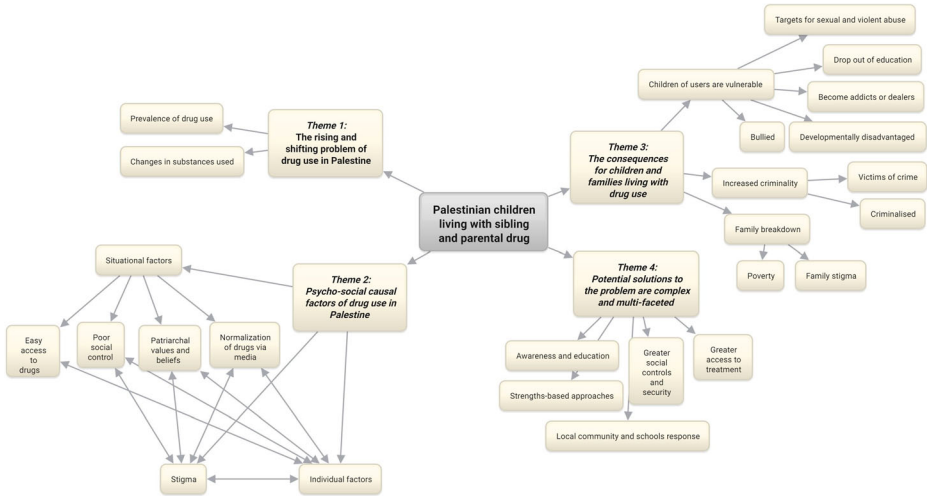 Targets for sexual and violent abuse
Drop out of education
Children of users are vulnerable
Become addicts or dealers
Bullied
Developmentally disadvantaged
Prevalence of drug use
Changes in substances used
Theme 1:
The rising and
shifting problem of
drug use in Palestine
Theme 3:
The consequences
for children and
families living with
drug use
Increased criminality
Victims of crime
Criminalised
Family breakdown
Poverty
Family stigma
Palestinian children
living with sibling
and parental drug
Situational factors
Theme 2:
Psycho-social causal
factors of drug use in
Palestine
Easy
access
to
drugs
Poor
social
control
Patriarchal
values and
beliefs
Normalization
of drugs via
media
Stigma
Individual factors
Theme 4:
Potential solutions to
the problem are complex
and multi-faceted
Awareness and education
Strengths-based approaches
Greater
social
controls
and
security
Greater
access to
treatment
Local community and schools response